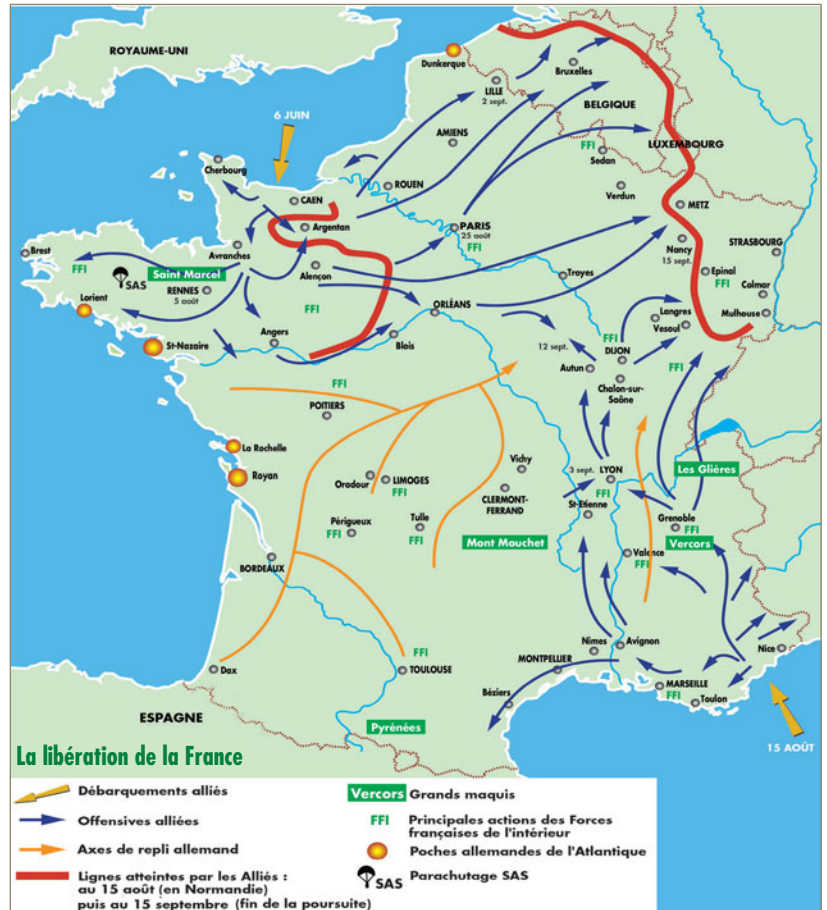 ROYAUME-UNI
Dunkerque
Bruxelles
LILLE
2 sept.
BELGIQUE
6 JUIN
AMIENS
FFI
Sedan
LUXEMBOURG
Cherbourg
CAEN
ROUEN
Verdun
METZ
Argentan
PARIS
25 août
FFI
Nancy
15 sept.
STRASBOURG
Brest
FFI
SAS
Saint Marcel
Avranches
RENNES
5 août
Alençon
FFI
Troyes
Epinal
FFI
Colmar
Mulhouse
Lorient
St-Nazaire
Angers
Blois
ORLÉANS
Langres
Vesoul
12 sept.
FFI
DIJON
Autun
Chalon-sur-
Saône
FFI
FFI
POITIERS
La Rochelle
Royan
Oradour
LIMOGES
FFI
Vichy
CLERMONT-
FERRAND
3 sept.
LYON
FFI
Les Glières
St-Etienne
Périgueux
FFI
Tulle
FFI
Mont Mouchet
Grenoble
FFI
Vercors
Valence
FFI
BORDEAUX
Dax
FFI
TOULOUSE
MONTPELLIER
Nîmes
Avignon
Nice
Béziers
MARSEILLE
FFI
Toulon
ESPAGNE
Pyrénées
15 AOÛT
La libération de la France
Débarquements alliés
Offensives alliées
Axes de repli allemand
Lignes atteintes par les Alliés :
au 15 août (en Normandie)
puis au 15 septembre (fin de la poursuite)
Vercors Grands maquis
FFI Principales actions des Forces
françaises de l'intérieur
Poches allemandes de l'Atlantique
SAS Parachutage SAS